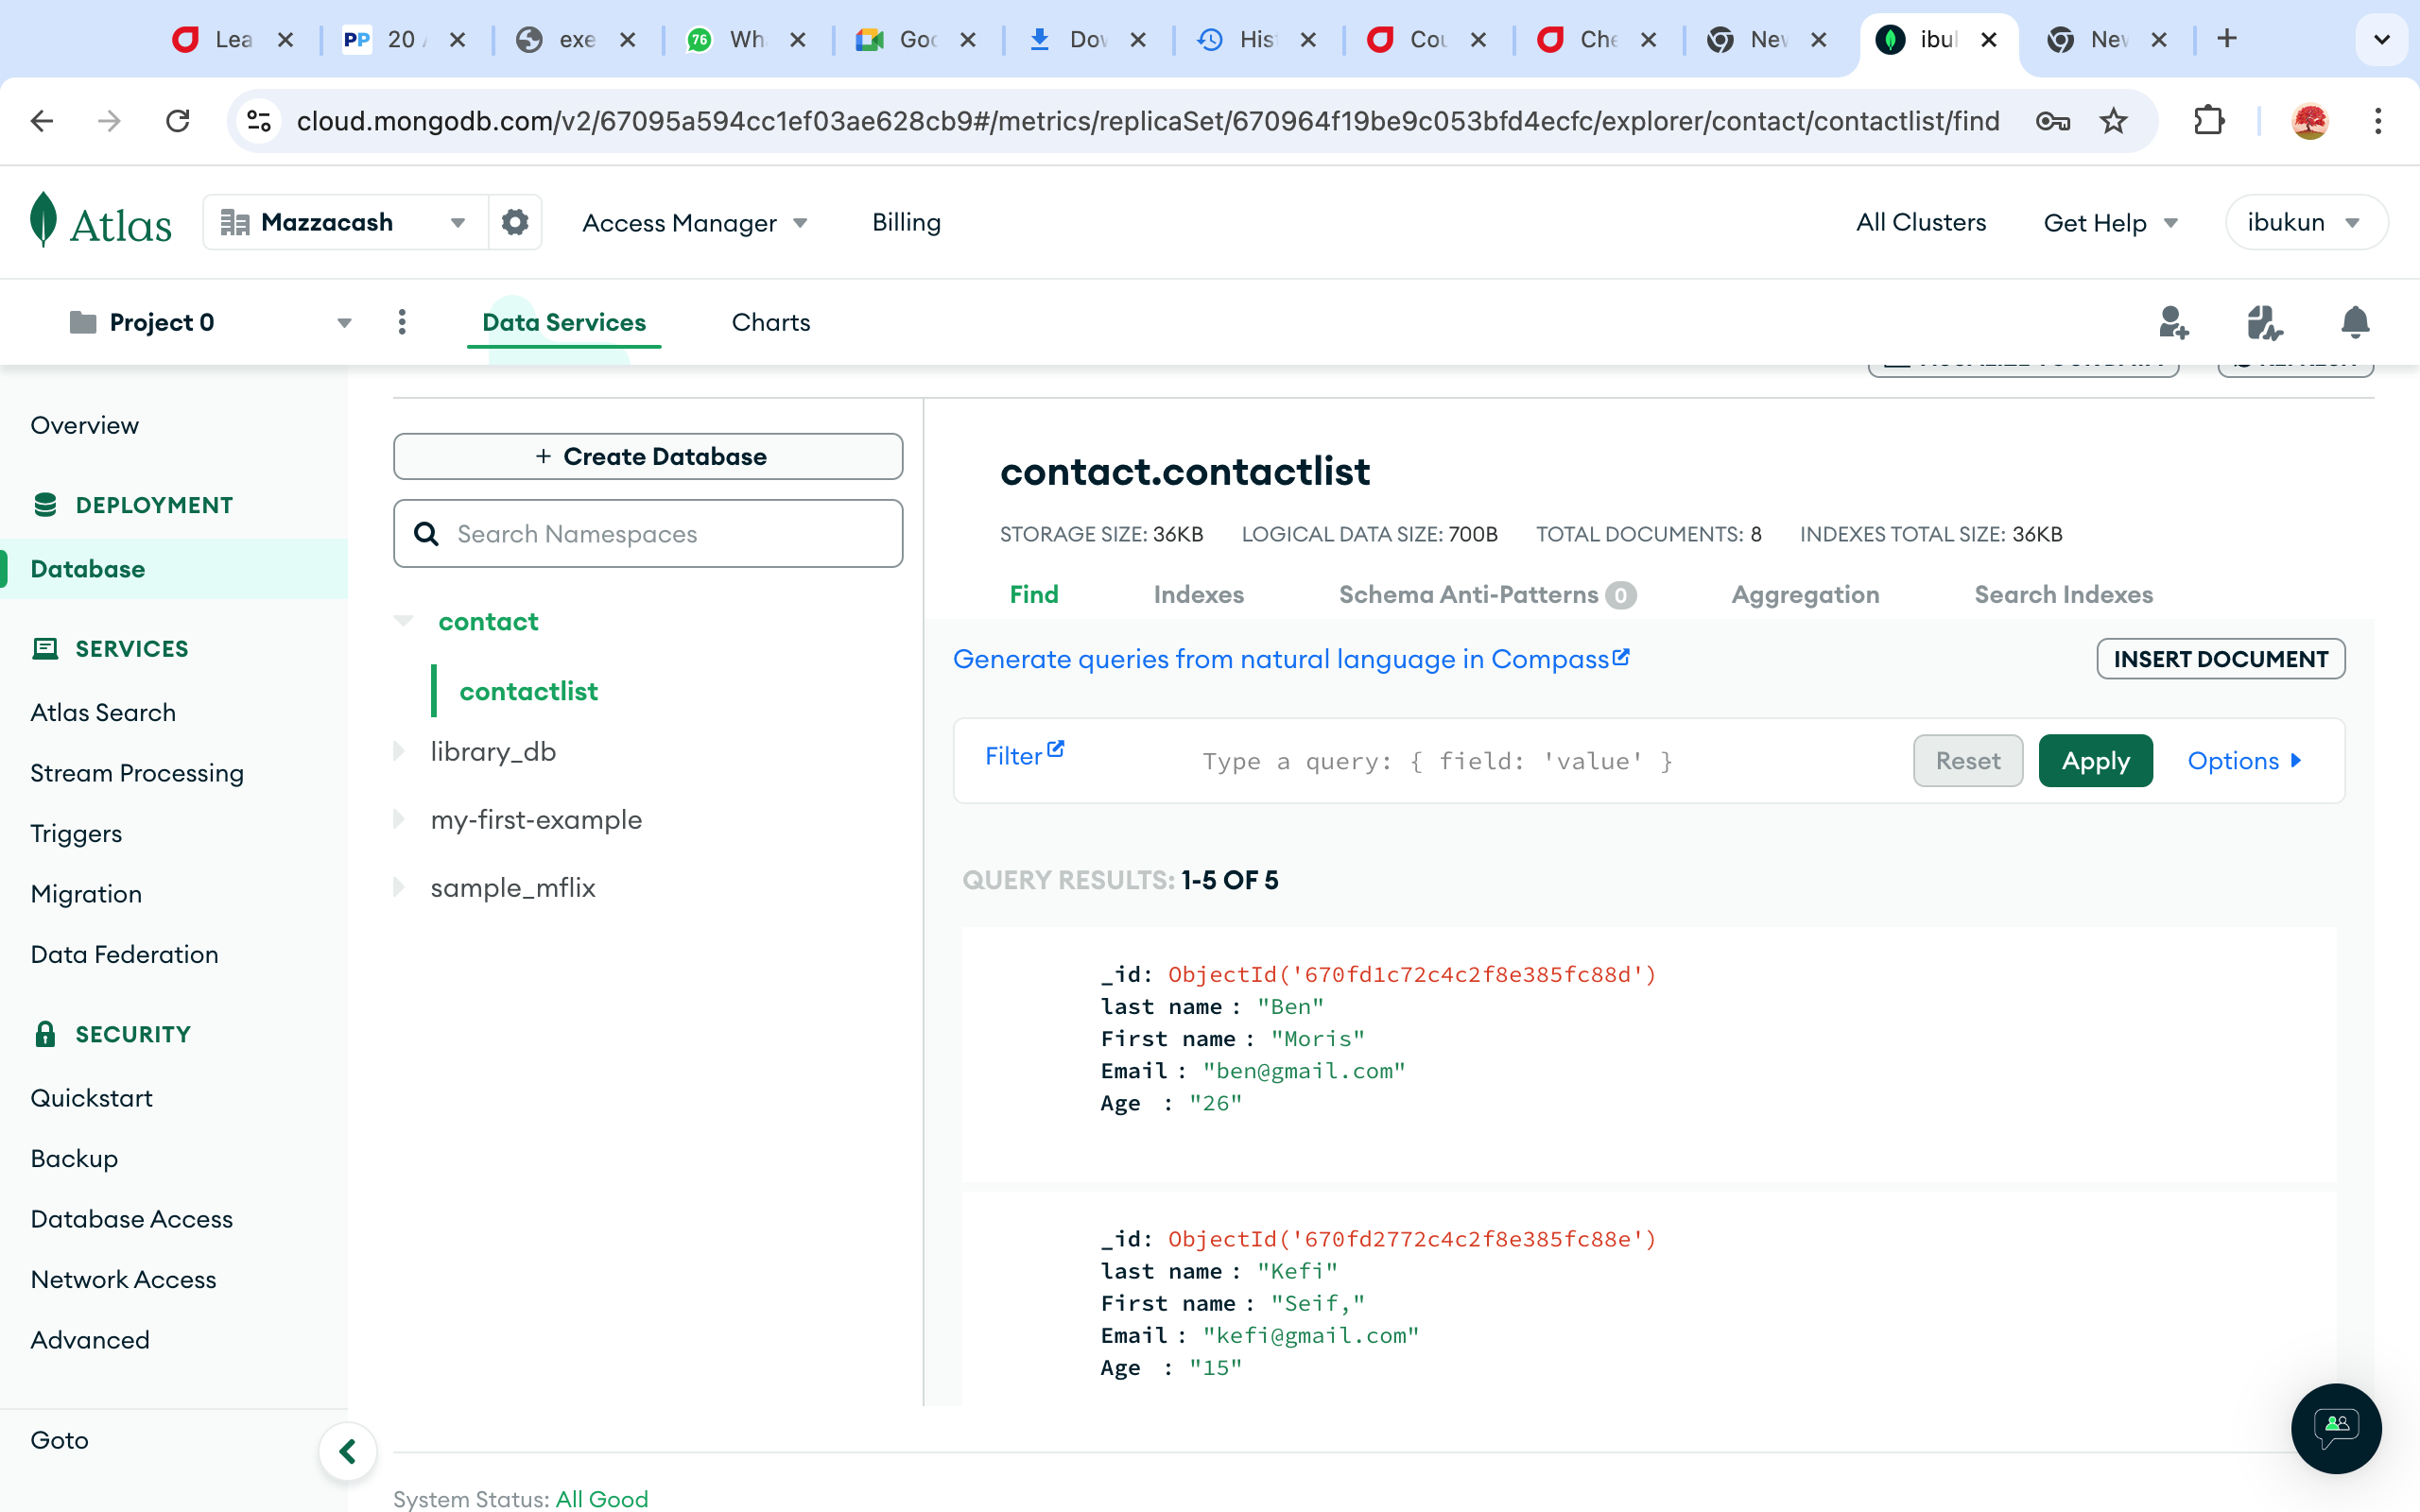 Lea
PP 20
exe
76 Wh
Goo
Dow
His
Cou
Che
New
ibul
New
cloud.mongodb.com/v2/67095a594cc1ef03ae628cb9#/metrics/replicaSet/670964f19be9c053bfd4ecfc/explorer/contact/contactlist/find
Atlas
Mazzacash
Access Manager
Billing
All Clusters
Get Help
ibukun
Project 0
Data Services
Charts
Overview
DEPLOYMENT
Database
SERVICES
Atlas Search
Stream Processing
Triggers
Migration
Data Federation
SECURITY
Quickstart
Backup
Database Access
Network Access
Advanced
Goto
+ Create Database
Search Namespaces
contact
contactlist
library_db
my-first-example
sample_mflix
contact.contactlist
STORAGE SIZE: 36KB LOGICAL DATA SIZE: 700B TOTAL DOCUMENTS: 8 INDEXES TOTAL SIZE: 36KB
Find Indexes Schema Anti-Patterns 0 Aggregation Search Indexes
Generate queries from natural language in Compass
INSERT DOCUMENT
Filter
Type a query: { field: 'value' }
Reset
Apply
Options
QUERY RESULTS: 1-5 OF 5
_id: ObjectId('670fd1c72c4c2f8e385fc88d')
last name : "Ben"
First name : "Moris"
Email : "ben@gmail.com"
Age : "26"
_id: ObjectId('670fd2772c4c2f8e385fc88e')
last name : "Kefi"
First name : "Seif,"
Email : "kefi@gmail.com"
Age : "15"
System Status: All Good